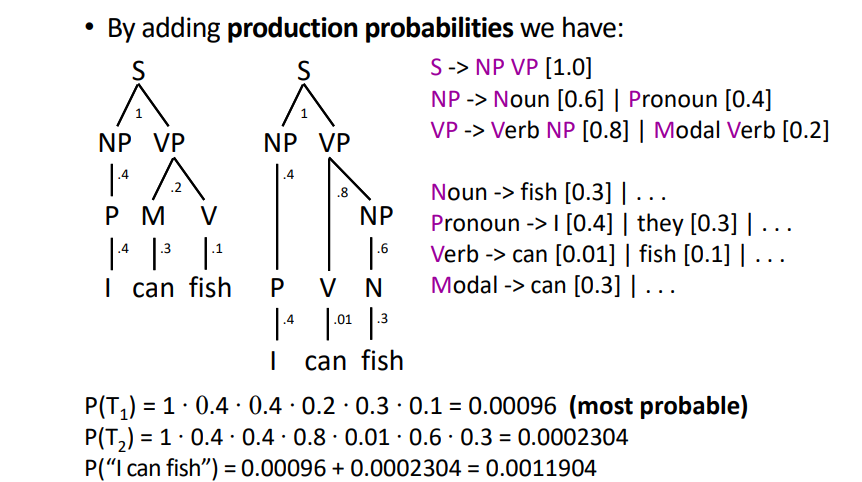 • By adding production probabilities we have:
S S
1 1
NP VP NP VP
.4 .2 .4 .8
P M V NP
.4 .3 .1 .6
I can fish P V N
.4 .01 .3
I can fish
S -> NP VP [1.0]
NP -> Noun [0.6] | Pronoun [0.4]
VP -> Verb NP [0.8] | Modal Verb [0.2]
Noun -> fish [0.3] | . . .
Pronoun -> I [0.4] | they [0.3] | . . .
Verb -> can [0.01] | fish [0.1] | . . .
Modal -> can [0.3] | . . .
P(T₁) = 1 · 0.4 · 0.4 · 0.2 · 0.3 · 0.1 = 0.00096 (most probable)
P(T₂) = 1 · 0.4 · 0.4 · 0.8 · 0.01 · 0.6 · 0.3 = 0.0002304
P(“I can fish”) = 0.00096 + 0.0002304 = 0.0011904